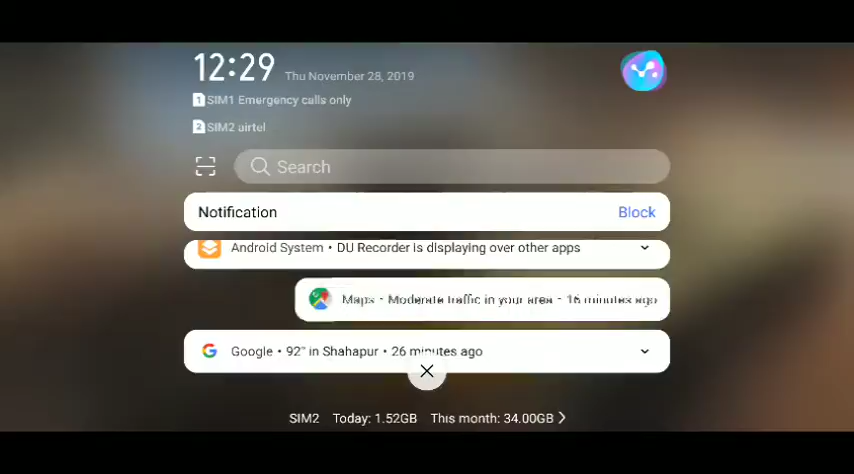 12:29 Thu November 28, 2019
1 SIM1 Emergency calls only
2 SIM2 airtel
Search
Notification Block
Android System • DU Recorder is displaying over other apps
Maps • Moderate traffic in your area • 16 minutes ago
Google • 92° in Shahapur • 26 minutes ago
SIM2 Today: 1.52GB This month: 34.00GB